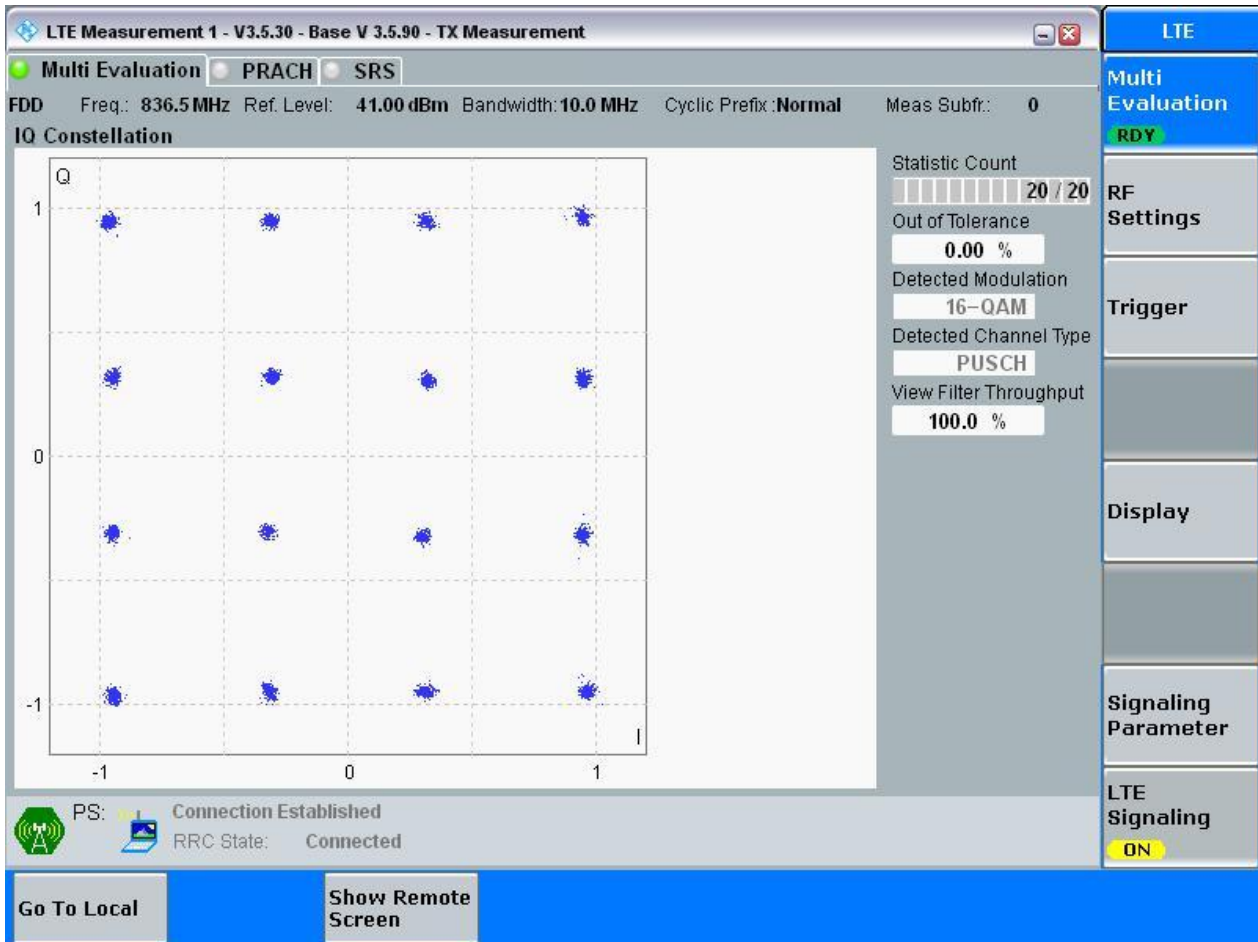 LTE Measurement 1 - V3.5.30 - Base V 3.5.90 - TX Measurement
LTE
Multi Evaluation PRACH SRS
Multi
Evaluation
RDY
FDD Freq.: 836.5 MHz Ref. Level: 41.00 dBm Bandwidth: 10.0 MHz Cyclic Prefix : Normal Meas Subfr.: 0
IQ Constellation
Q
1
0
-1
-1 0 1
I
Statistic Count
20 / 20
Out of Tolerance
0.00 %
Detected Modulation
16-QAM
Detected Channel Type
PUSCH
View Filter Throughput
100.0 %
RF
Settings
Trigger
Display
Signaling
Parameter
LTE
Signaling
ON
PS: Connection Established
RRC State: Connected
Go To Local
Show Remote
Screen